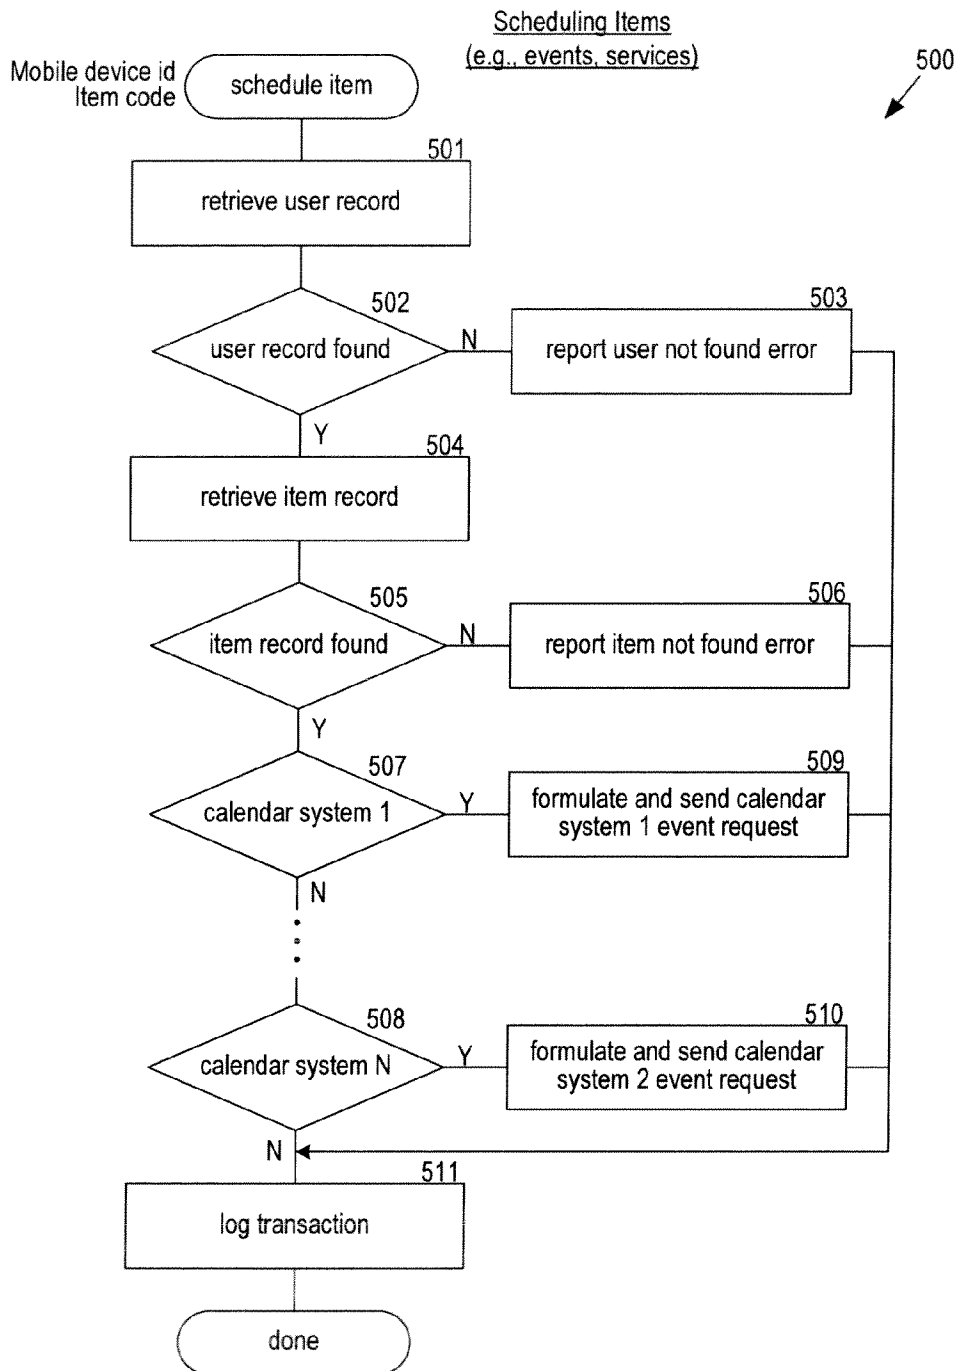 Scheduling Items
(e.g., events, services)
500
Mobile device id
Item code
schedule item
501
retrieve user record
502
user record found
N
503
report user not found error
Y
504
retrieve item record
505
item record found
N
506
report item not found error
Y
507
calendar system 1
Y
509
formulate and send calendar
system 1 event request
N
508
calendar system N
Y
510
formulate and send calendar
system 2 event request
N
511
log transaction
done